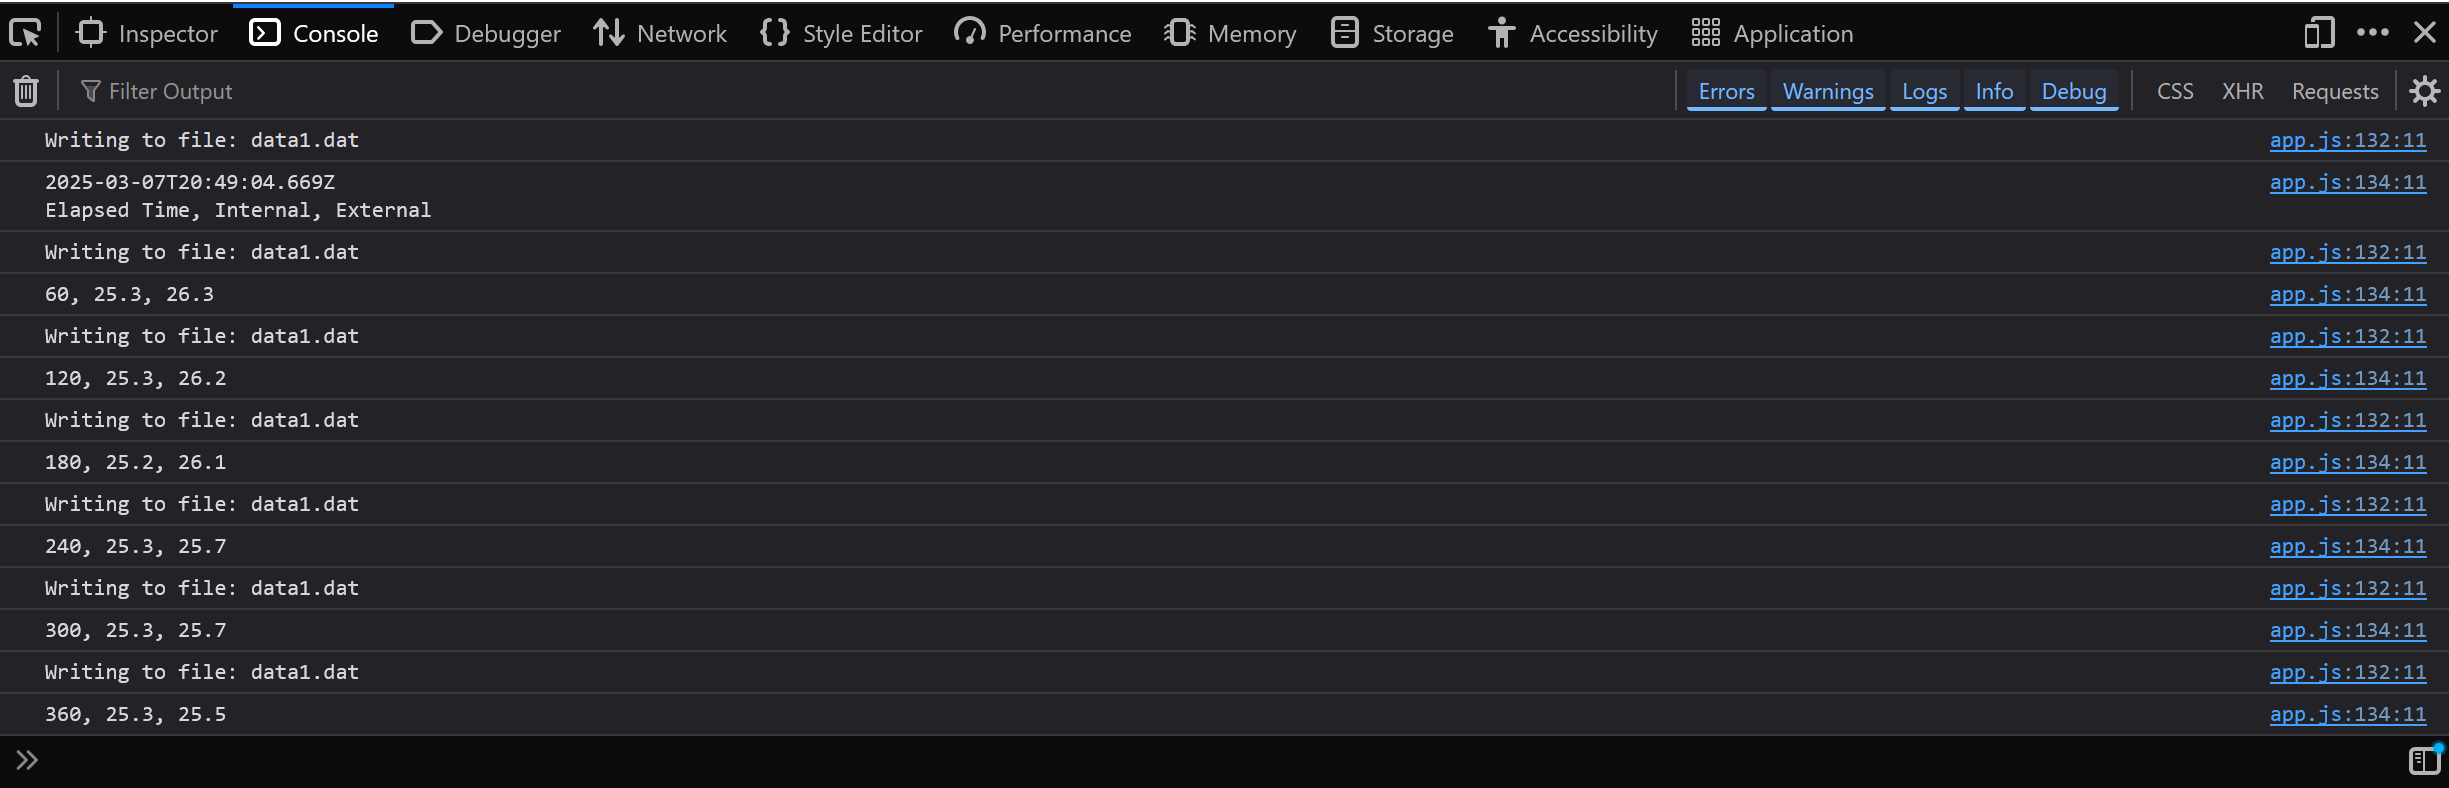 Inspector Console Debugger Network Style Editor Performance Memory Storage Accessibility Application
Filter Output Errors Warnings Logs Info Debug CSS XHR Requests
Writing to file: data1.dat app.js:132:11
2025-03-07T20:49:04.669Z app.js:134:11
Elapsed Time, Internal, External
Writing to file: data1.dat app.js:132:11
60, 25.3, 26.3 app.js:134:11
Writing to file: data1.dat app.js:132:11
120, 25.3, 26.2 app.js:134:11
Writing to file: data1.dat app.js:132:11
180, 25.2, 26.1 app.js:134:11
Writing to file: data1.dat app.js:132:11
240, 25.3, 25.7 app.js:134:11
Writing to file: data1.dat app.js:132:11
300, 25.3, 25.7 app.js:134:11
Writing to file: data1.dat app.js:132:11
360, 25.3, 25.5 app.js:134:11